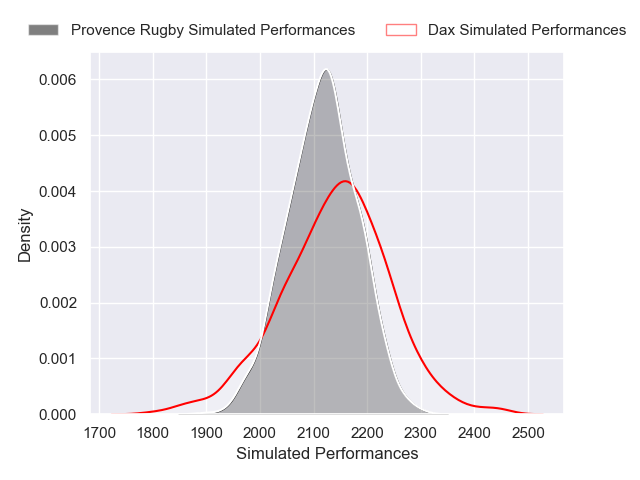 Provence Rugby Simulated Performances Dax Simulated Performances
0.006
0.005
0.004
0.003
0.002
0.001
0.000
Density
1700 1800 1900 2000 2100 2200 2300 2400 2500
Simulated Performances